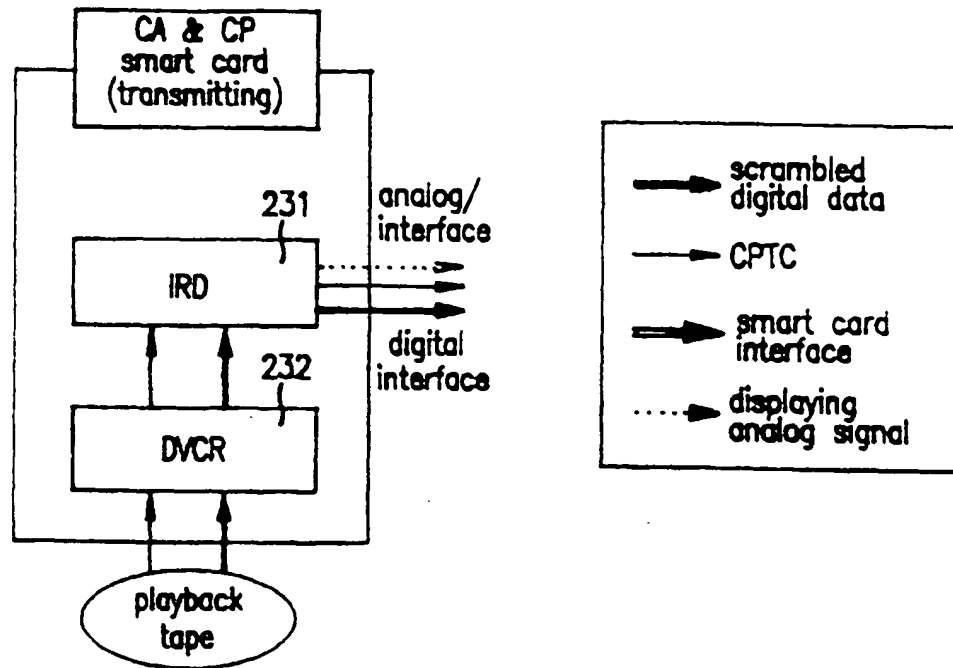 CA & CP
smart card
(transmitting)
231
analog/
interface
IRD
digital
interface
232
DVCR
playback
tape
scrambled
digital data
CPTC
smart card
interface
displaying
analog signal